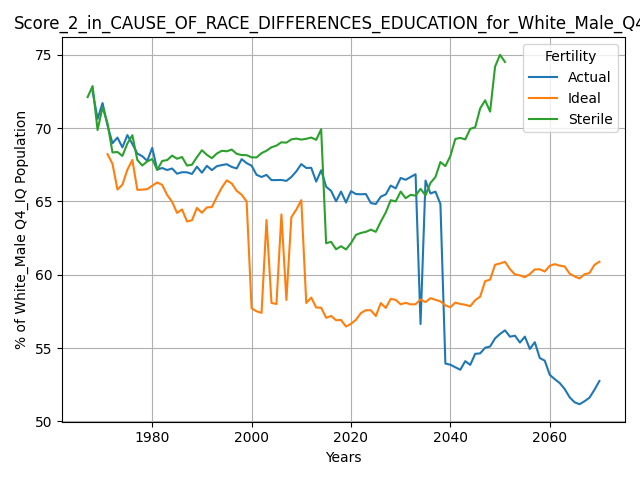 Score_2_in_CAUSE_OF_RACE_DIFFERENCES_EDUCATION_for_White_Male_Q4
% of White_Male Q4_IQ Population
75
70
65
60
55
50
Fertility
Actual
Ideal
Sterile
1980
2000
2020
2040
2060
Years